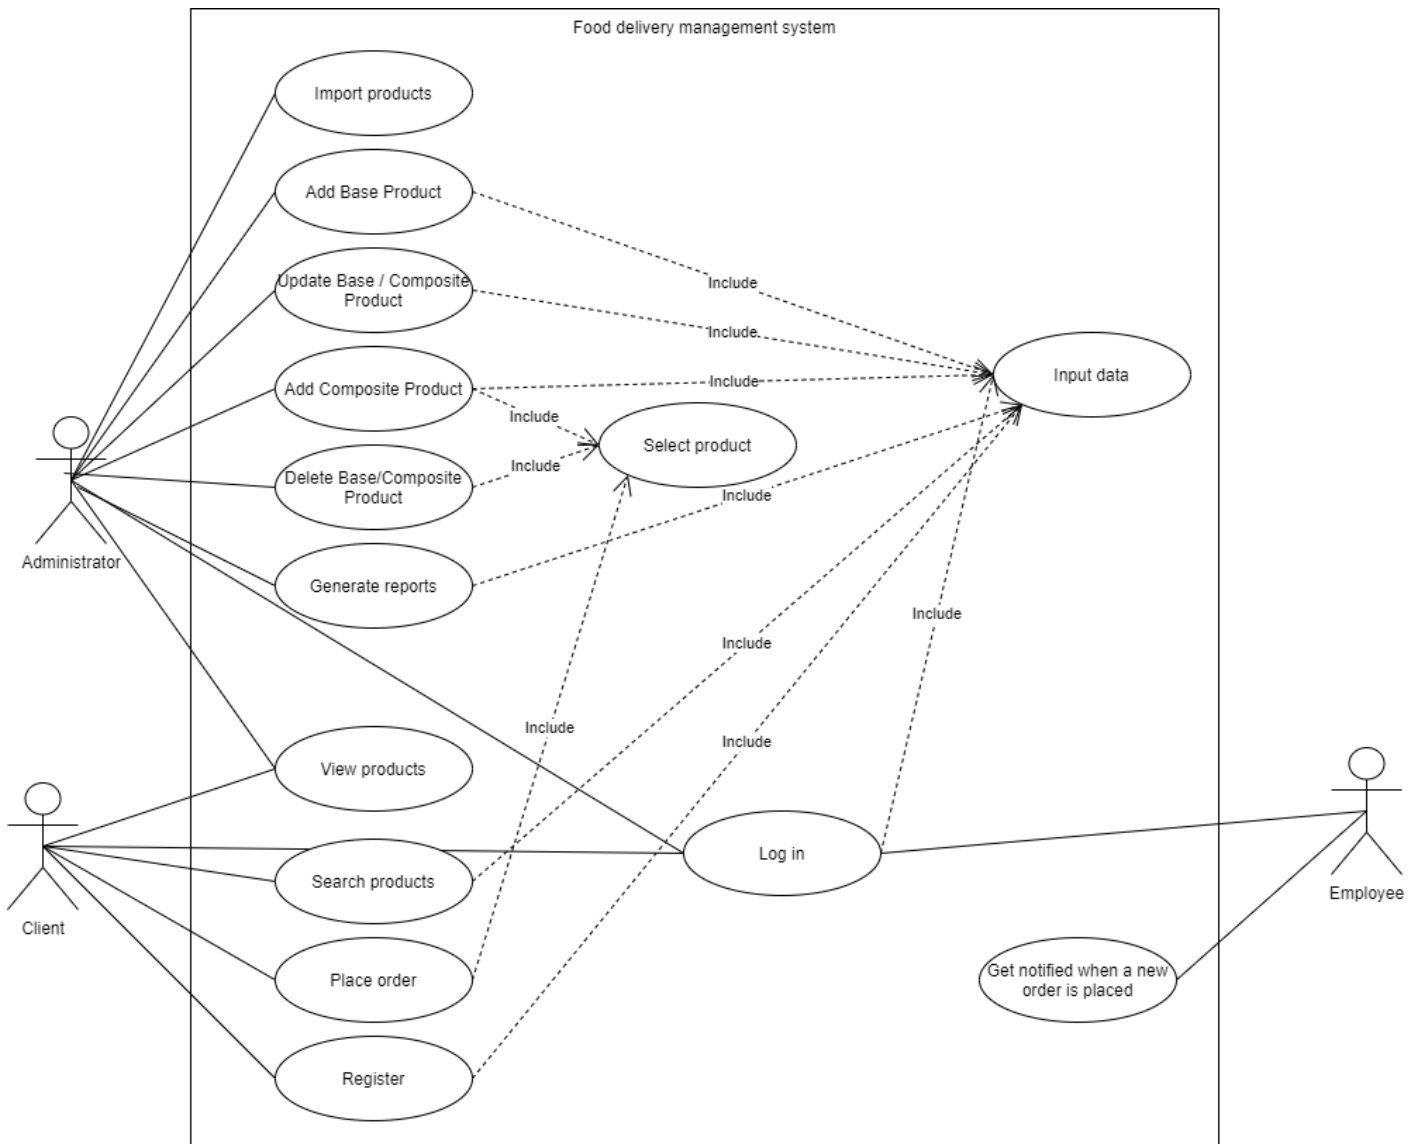 Food delivery management system
Import products
Add Base Product
Include
Update Base / Composite
Product
Include
Input data
Add Composite Product
Include
Include
Select product
Include
Delete Base/Composite
Product
Include
Administrator
Generate reports
Include
Include
Include
Include
View products
Log in
Search products
Employee
Client
Place order
Get notified when a new
order is placed
Register